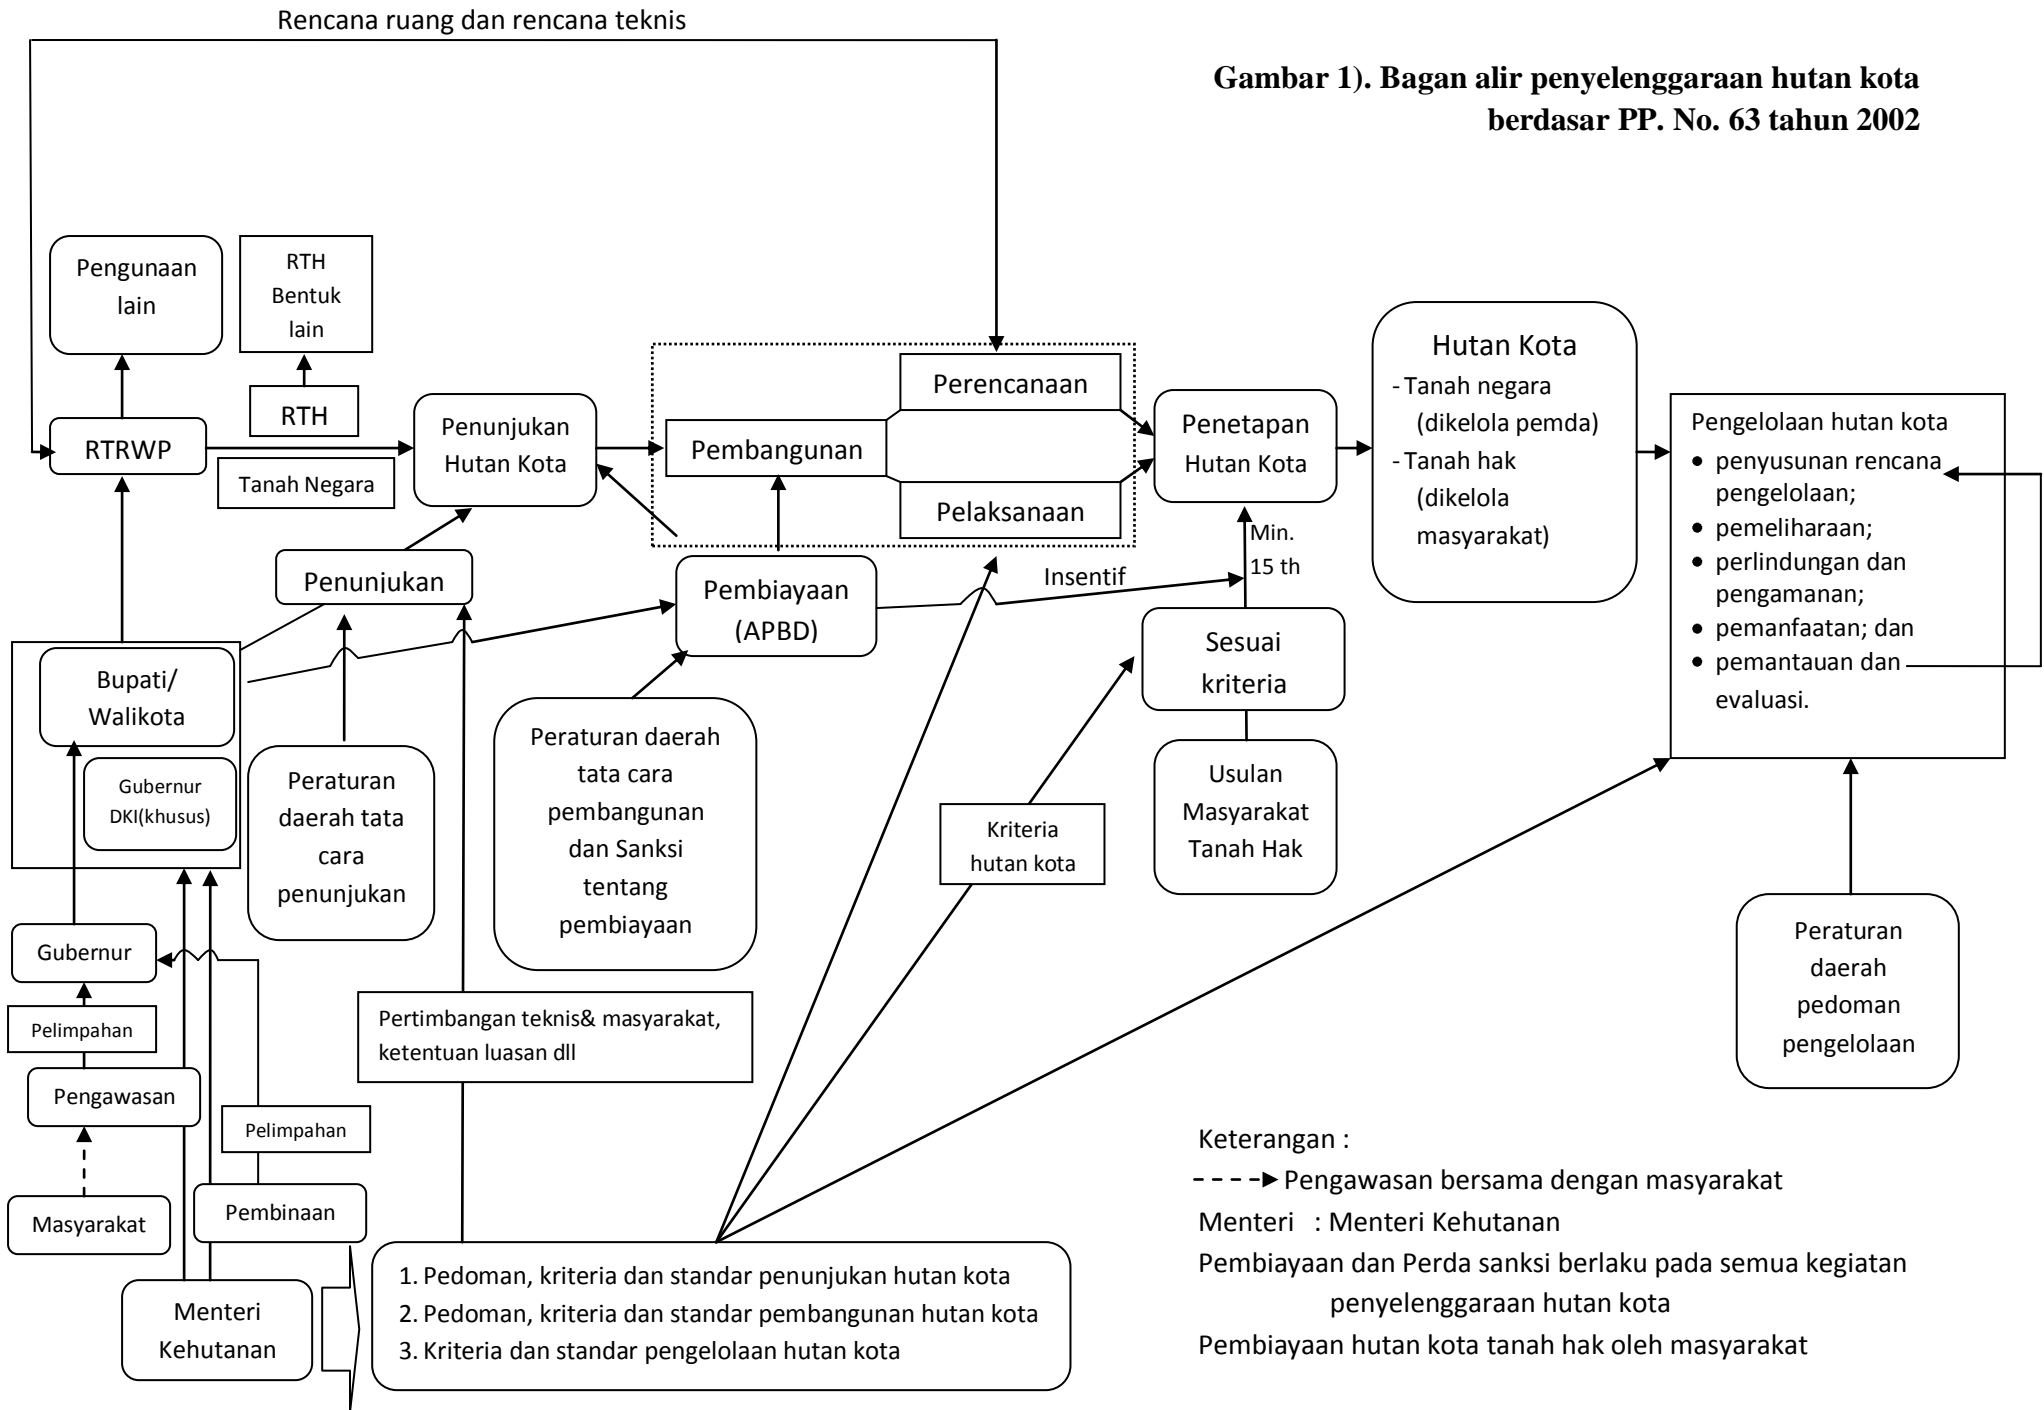 Rencana ruang dan rencana teknis
Gambar 1). Bagan alir penyelenggaraan hutan kota
berdasar PP. No. 63 tahun 2002
Pengunaan
lain
RTH
Bentuk
lain
RTH
RTRWP
Tanah Negara
Penunjukan
Hutan Kota
Pembangunan
Perencanaan
Pelaksanaan
Penetapan
Hutan Kota
Hutan Kota
- Tanah negara
(dikelola pemda)
- Tanah hak
(dikelola
masyarakat)
Pengelolaan hutan kota
• penyusunan rencana
pengelolaan;
• pemeliharaan;
• perlindungan dan
pengamanan;
• pemanfaatan; dan
• pemantauan dan
evaluasi.
Penunjukan
Pembiayaan
(APBD)
Insentif
Min.
15 th
Sesuai
kriteria
Usulan
Masyarakat
Tanah Hak
Bupati/
Walikota
Gubernur
DKI(khusus)
Peraturan
daerah tata
cara
penunjukan
Peraturan daerah
tata cara
pembangunan
dan Sanksi
tentang
pembiayaan
Kriteria
hutan kota
Peraturan
daerah
pedoman
pengelolaan
Gubernur
Pelimpahan
Pengawasan
Masyarakat
Pertimbangan teknis& masyarakat,
ketentuan luasan dll
Pelimpahan
Pembinaan
Menteri
Kehutanan
1. Pedoman, kriteria dan standar penunjukan hutan kota
2. Pedoman, kriteria dan standar pembangunan hutan kota
3. Kriteria dan standar pengelolaan hutan kota
Keterangan :
Pengawasan bersama dengan masyarakat
Menteri : Menteri Kehutanan
Pembiayaan dan Perda sanksi berlaku pada semua kegiatan
penyelenggaraan hutan kota
Pembiayaan hutan kota tanah hak oleh masyarakat